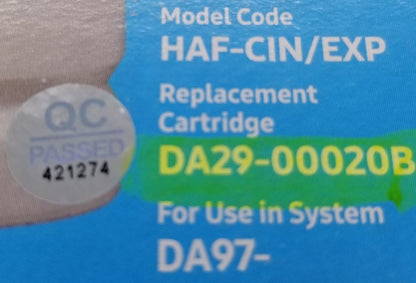 Model Code
HAF-CIN/EXP
Replacement
Cartridge
DA29-00020B
For Use in System
DA97-
QC
PASSED
421274